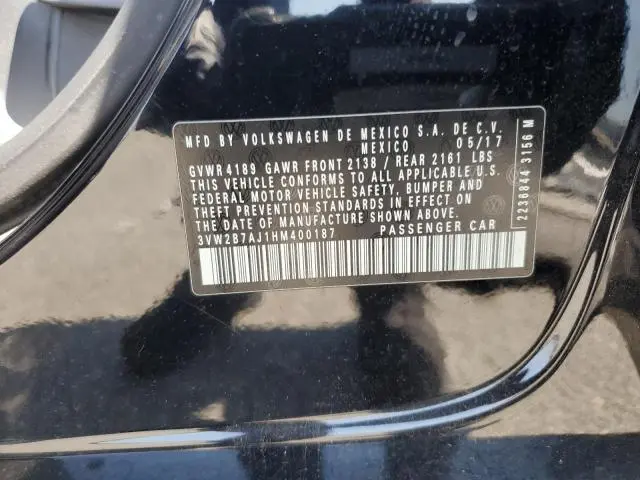 MFD BY VOLKSWAGEN DE MEXICO S.A. DE C.V.
MEXICO 05/17
GVWR 4189 GAWR FRONT 2138 / REAR 2161 LBS
THIS VEHICLE CONFORMS TO ALL APPLICABLE U.S.
FEDERAL MOTOR VEHICLE SAFETY, BUMPER AND
THEFT PREVENTION STANDARDS IN EFFECT ON
THE DATE OF MANUFACTURE SHOWN ABOVE.
3VW2B7AJ1HM400187 PASSENGER CAR
2236844 3156 M